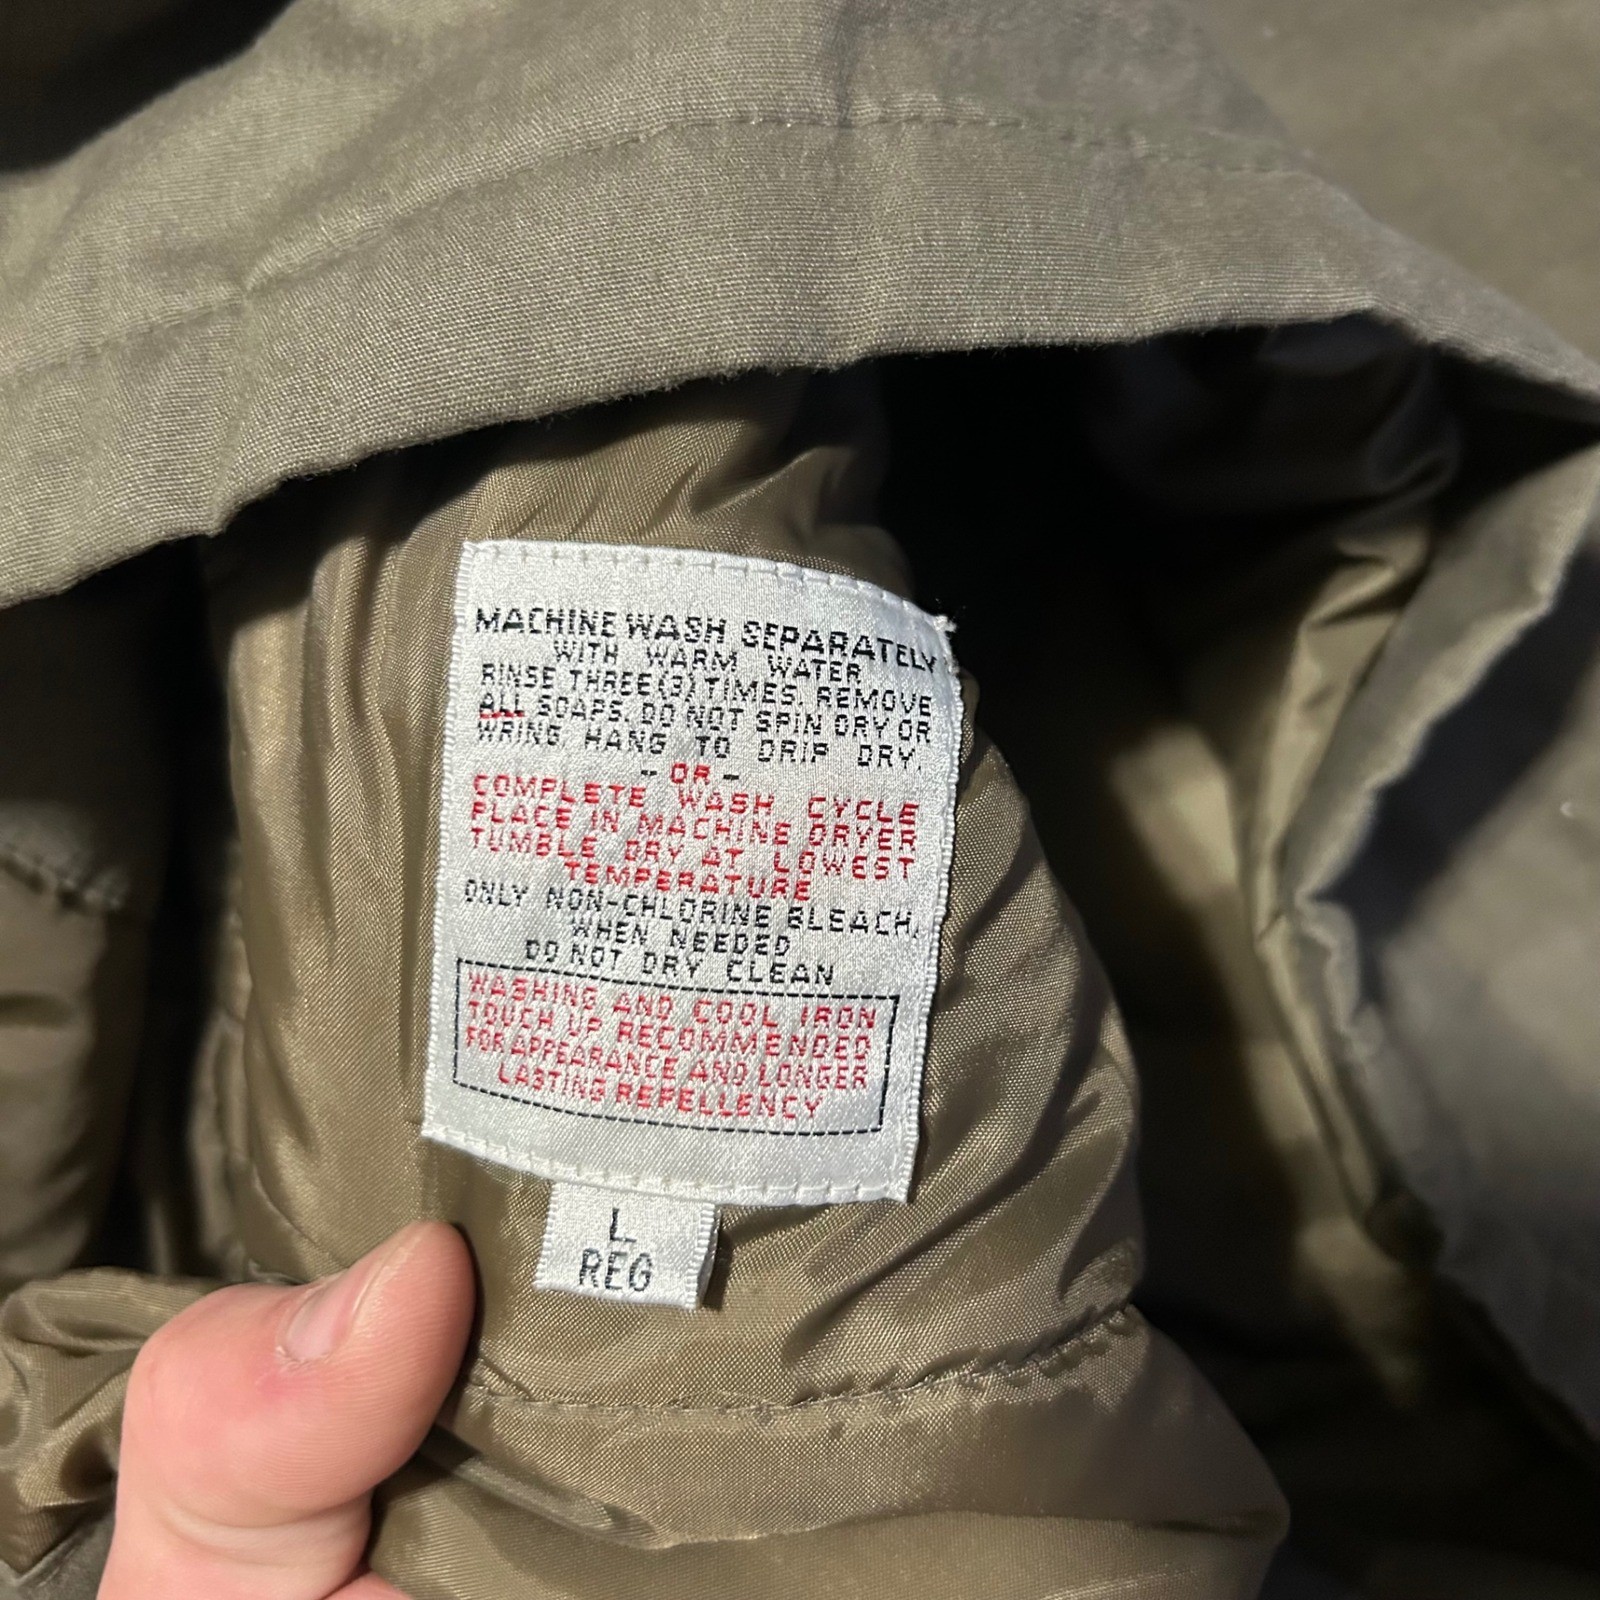 MACHINE WASH SEPARATELY
WITH WARM WATER
RINSE THREE (3) TIMES. REMOVE
ALL SOAPS. DO NOT SPIN DRY OR
WRING. HANG TO DRIP DRY.
- OR -
COMPLETE WASH CYCLE
PLACE IN MACHINE DRYER
TUMBLE DRY AT LOWEST
TEMPERATURE
ONLY NON-CHLORINE BLEACH,
WHEN NEEDED
DO NOT DRY CLEAN
WASHING AND COOL IRON
TOUCH UP RECOMMENDED
FOR APPEARANCE AND LONGER
LASTING REPELLENCY
L
REG